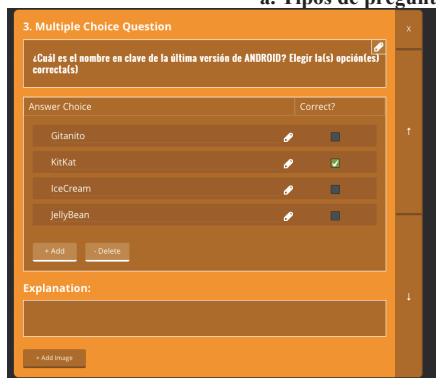 a. Tipos de pregunt
3. Multiple Choice Question
X
¿Cuál es el nombre en clave de la última versión de ANDROID? Elegir la(s) opción(es)
correcta(s)
Answer Choice Correct?
Gitanito
KitKat
IceCream
JellyBean
+ Add - Delete
Explanation:
+ Add Image